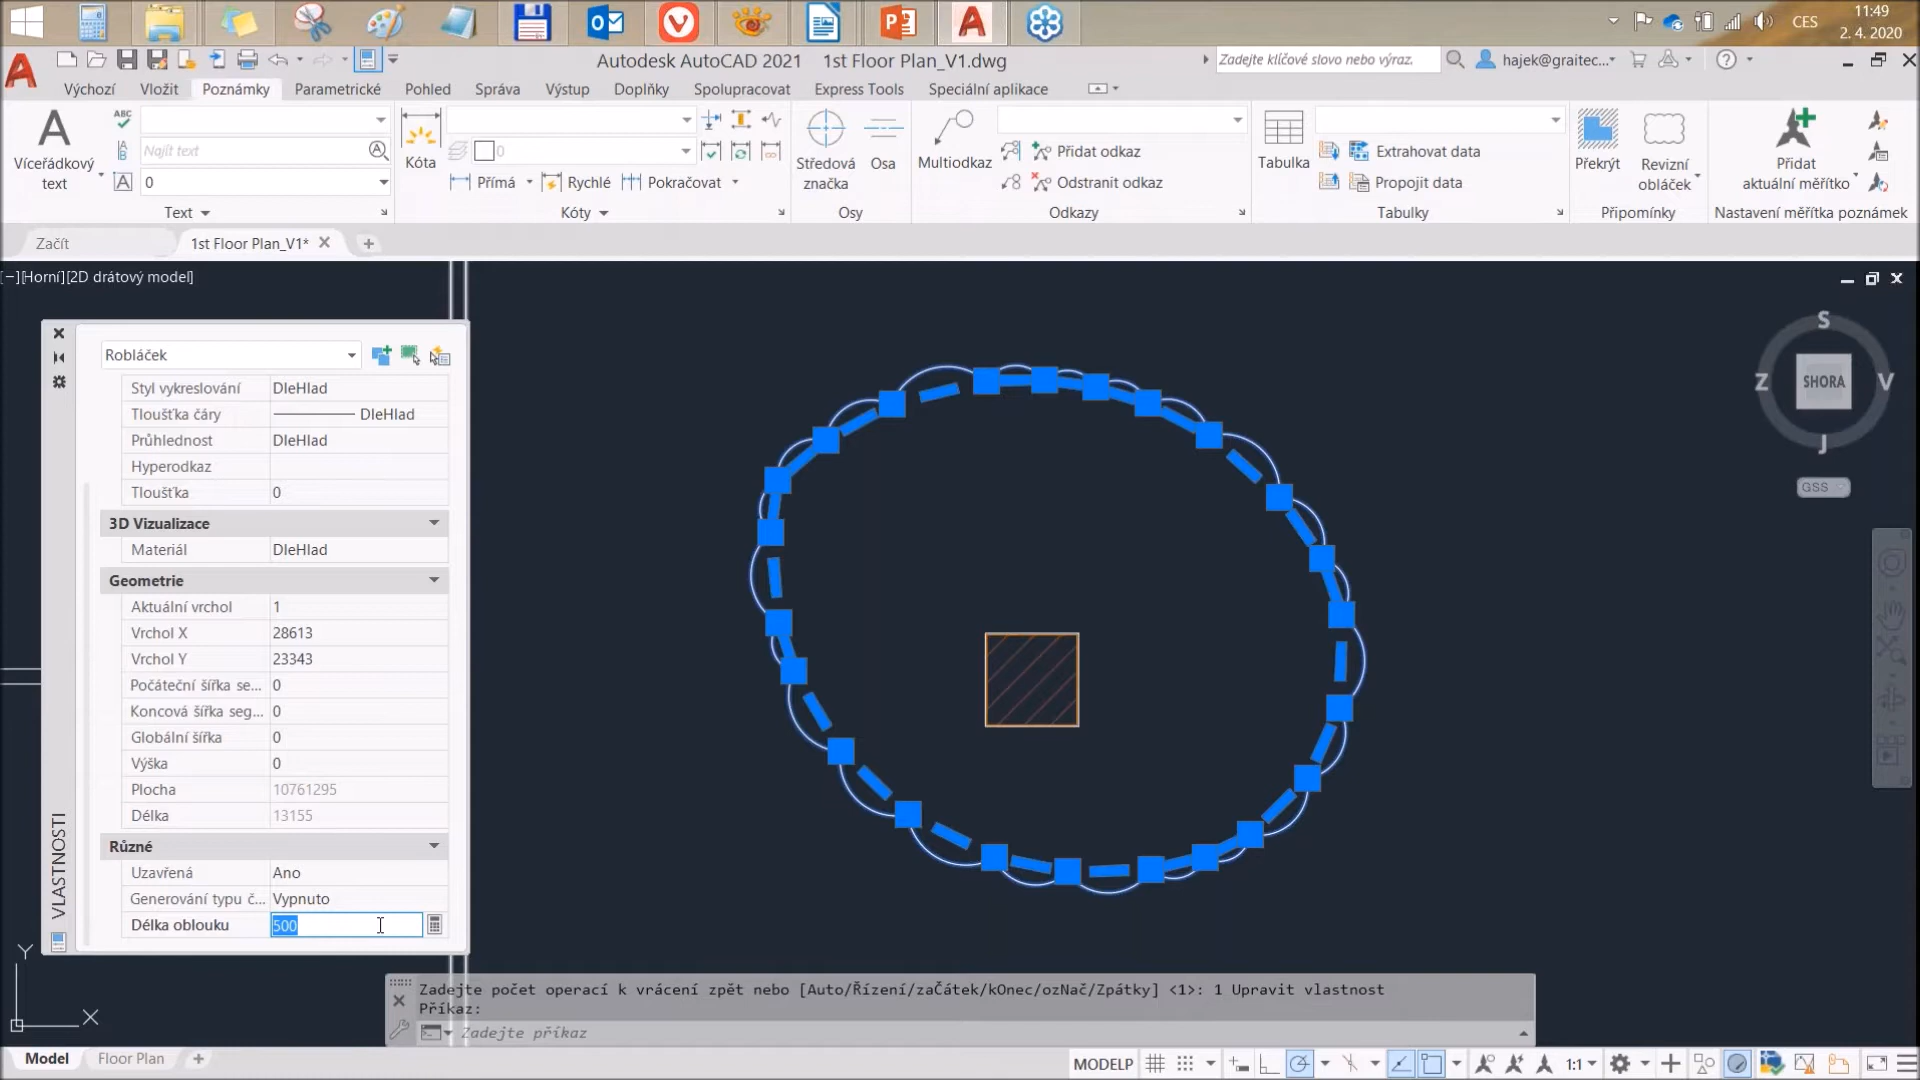 CES
11:49
2. 4. 2020
Autodesk AutoCAD 2021 1st Floor Plan_V1.dwg
Zadejte klíčové slovo nebo výraz.
hajek@graitec...
Výchozí Vložit Poznámky Parametrické Pohled Správa Výstup Doplňky Spolupracovat Express Tools Speciální aplikace
Víceřádkový text
Najít text
0
Text
Kóta
0
Přímá Rychlé Pokračovat
Kóty
Středová značka
Osa
Osy
Multiodkaz
Přidat odkaz
Odstranit odkaz
Odkazy
Tabulka
Extrahovat data
Propojit data
Tabulky
Překrýt
Revizní obláček
Připomínky
Přidat aktuální měřítko
Nastavení měřítka poznámek
Začít
1st Floor Plan_V1*
[−][Horní][2D drátový model]
S
Z SHORA V
J
GSS
Robláček
Styl vykreslování DleHlad
Tloušťka čáry DleHlad
Průhlednost DleHlad
Hyperodkaz
Tloušťka 0
3D Vizualizace
Materiál DleHlad
Geometrie
Aktuální vrchol 1
Vrchol X 28613
Vrchol Y 23343
Počáteční šířka se... 0
Koncová šířka seg... 0
Globální šířka 0
Výška 0
Plocha 10761295
Délka 13155
Různé
Uzavřená Ano
Generování typu č... Vypnuto
Délka oblouku 500
VLASTNOSTI
Y
X
Zadejte počet operací k vrácení zpět nebo [Auto/Řízení/zaČátek/kOnec/ozNač/Zpátky] <1>: 1 Upravit vlastnost
Příkaz:
Zadejte příkaz
Model Floor Plan
MODELP
1:1